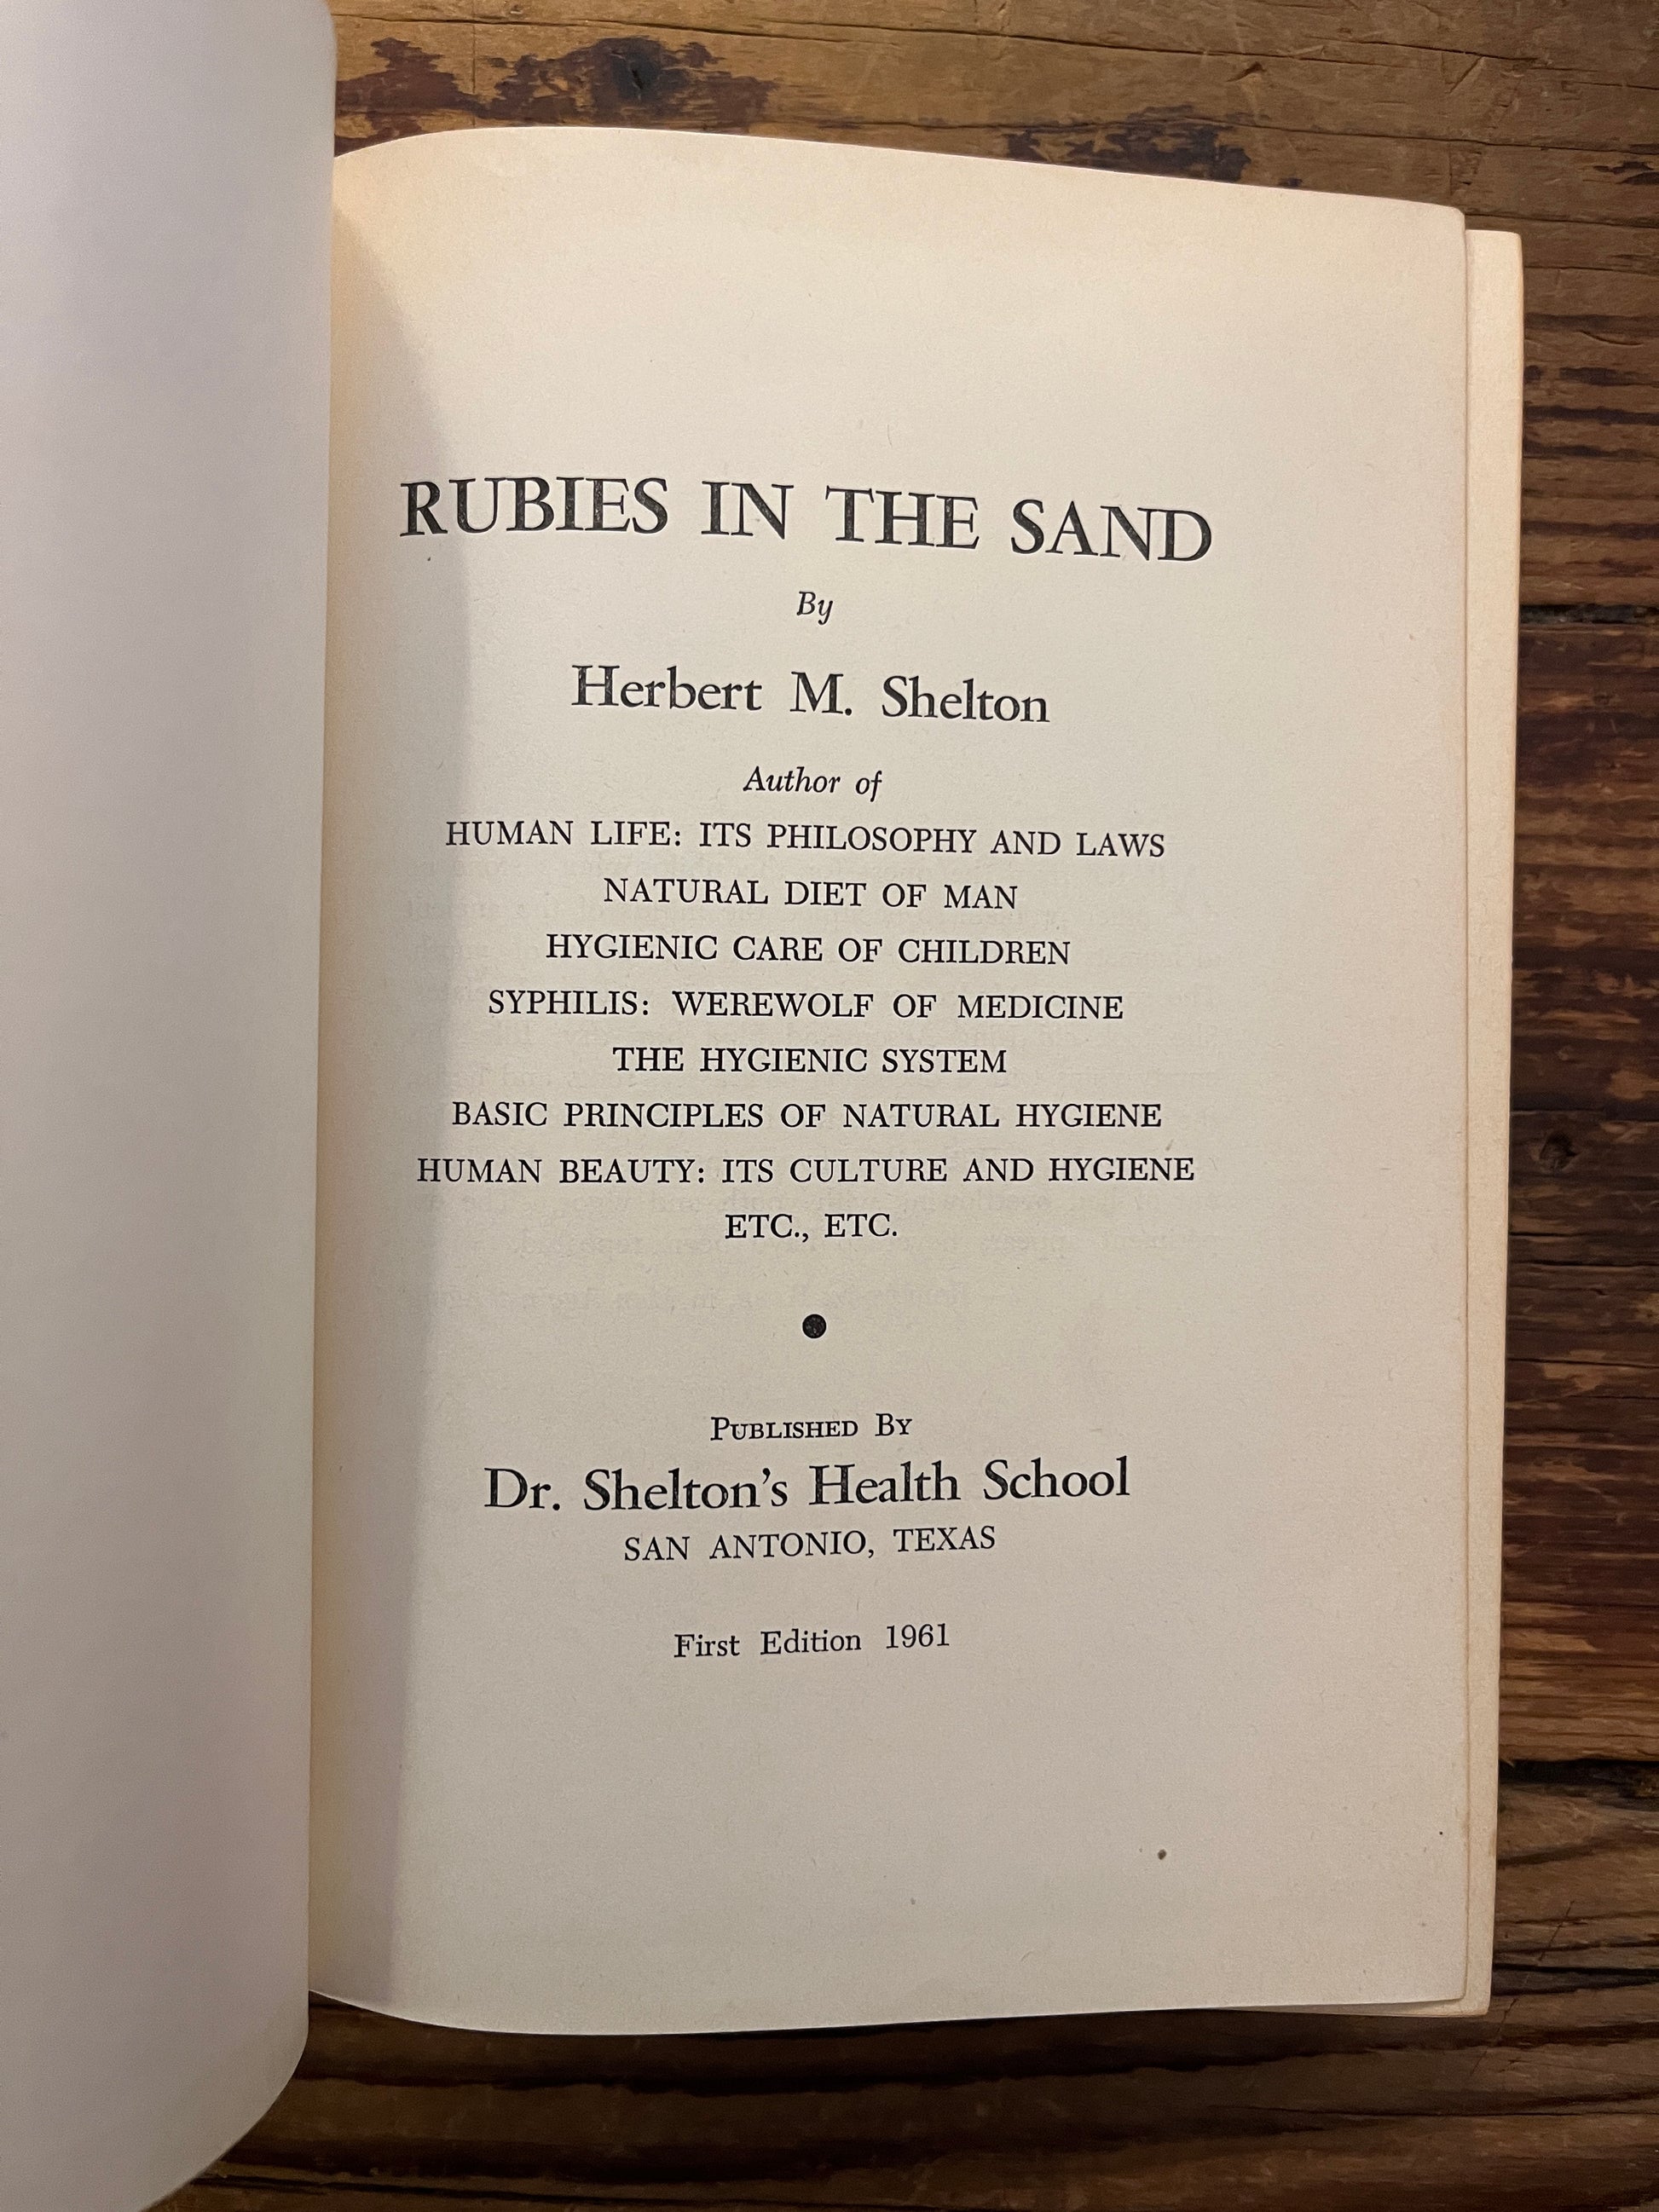 RUBIES IN THE SAND
By
Herbert M. Shelton
Author of
HUMAN LIFE: ITS PHILOSOPHY AND LAWS
NATURAL DIET OF MAN
HYGIENIC CARE OF CHILDREN
SYPHILIS: WEREWOLF OF MEDICINE
THE HYGIENIC SYSTEM
BASIC PRINCIPLES OF NATURAL HYGIENE
HUMAN BEAUTY: ITS CULTURE AND HYGIENE
ETC., ETC.
●
PUBLISHED BY
Dr. Shelton's Health School
SAN ANTONIO, TEXAS
First Edition 1961